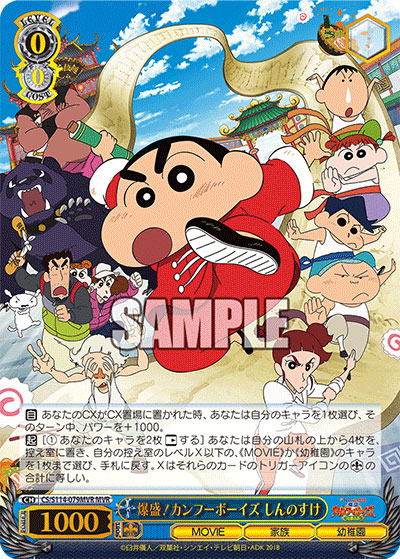 LEVEL
0
0
COST
SAMPLE
自 あなたのCXがCX置場に置かれた時、あなたは自分のキャラを1枚選び、そ
のターン中、パワーを+1000。
起 [① あなたのキャラを2枚 する] あなたは自分の山札の上から4枚を、
控え室に置き、自分の控え室のレベルX以下の、《MOVIE》か《幼稚園》のキャラ
を1枚まで選び、手札に戻す。Xはそれらのカードのトリガーアイコンの の合
計に等しい。
CS/S114-079MVR MVR
爆盛!カンフーボーイズ しんのすけ
1000
MOVIE
家族
幼稚園
©臼井儀人/双葉社・シンエイ・テレビ朝日・ADK 2018